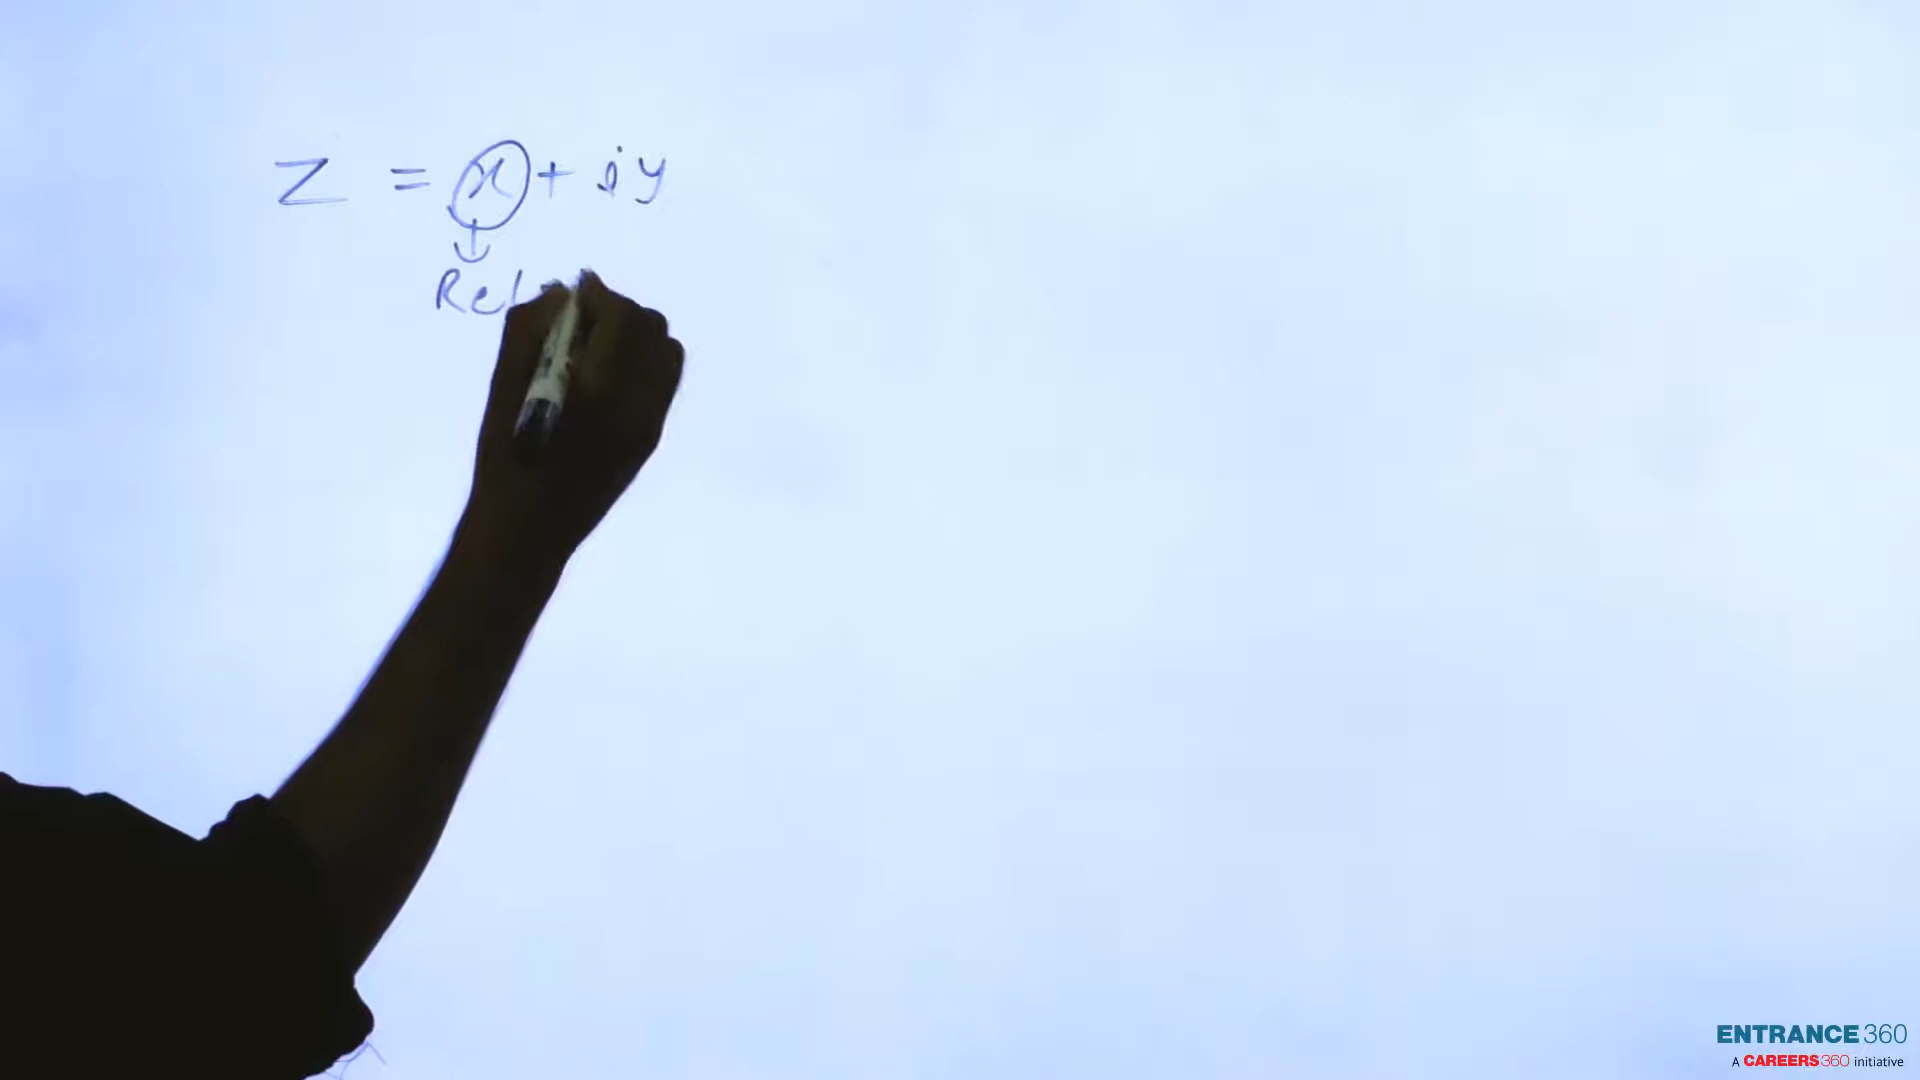 Z = x + iy
Re(
ENTRANCE360
A CAREERS360 initiative